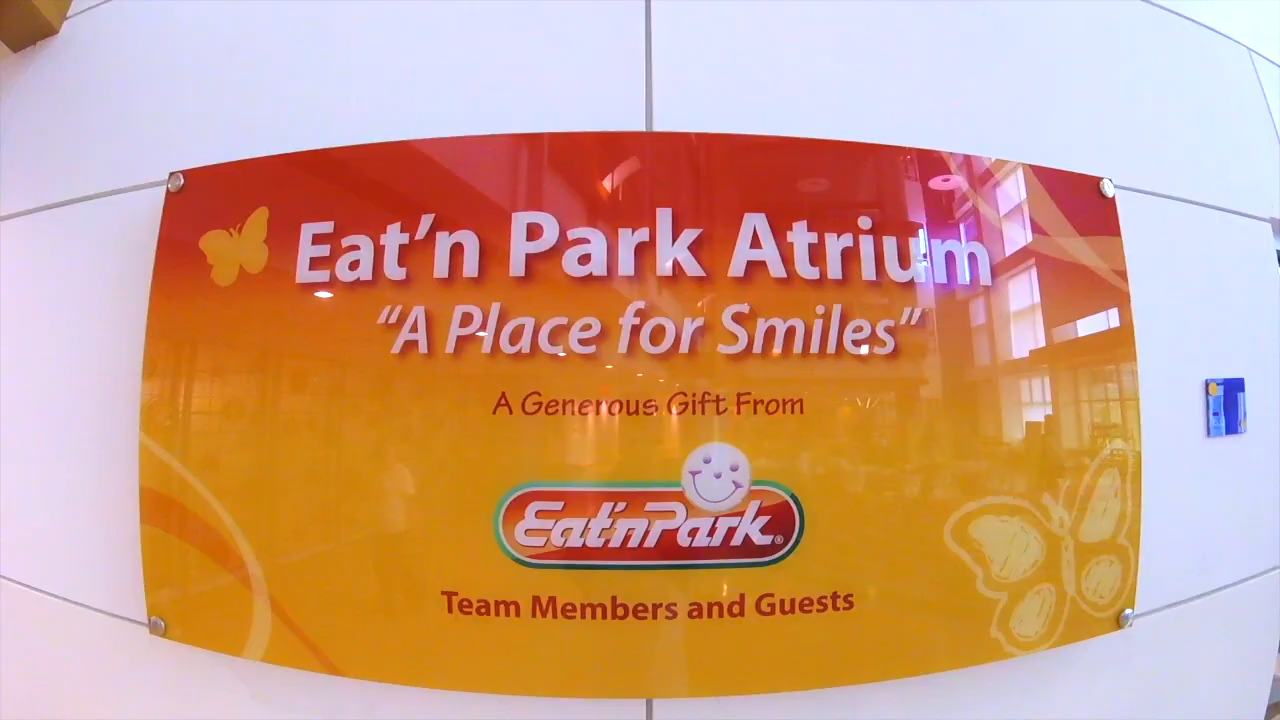 Eat'n Park Atrium
“A Place for Smiles”
A Generous Gift From
Eat'nPark®
Team Members and Guests